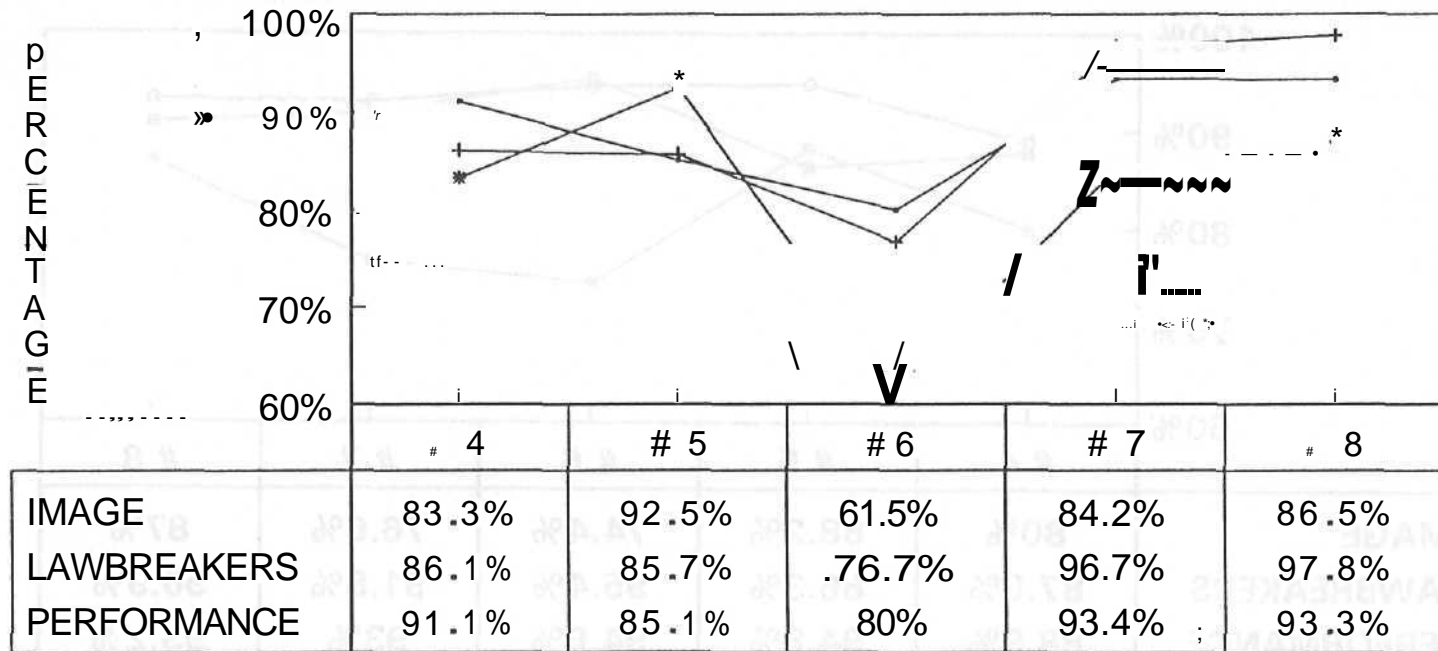 PERCENTAGE
100%
90%
80%
70%
60%
# 4 # 5 # 6 # 7 # 8
IMAGE 83.3% 92.5% 61.5% 84.2% 86.5%
LAWBREAKERS 86.1% 85.7% .76.7% 96.7% 97.8%
PERFORMANCE 91.1% 85.1% 80% 93.4% 93.3%